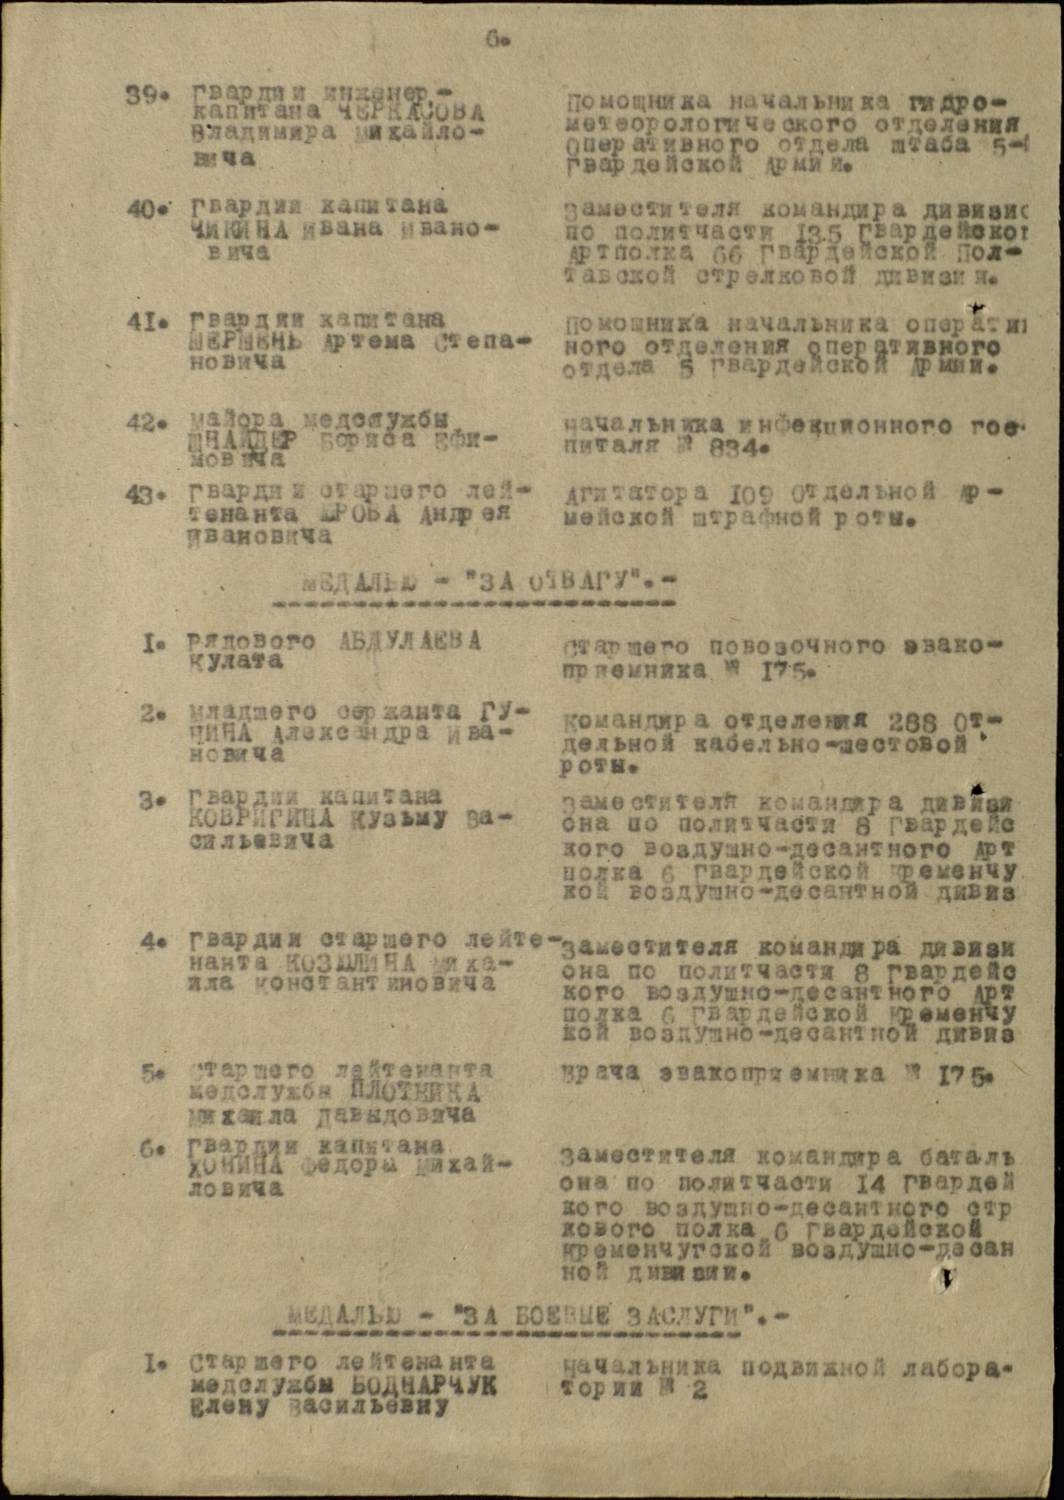 6.
39. гвардии инженер-
капитана ЧЕРКАСОВА
Владимира Михайло-
вича
Помощника начальника гидро-
метеорологического отделения
Оперативного отдела штаба 5-
Гвардейской Армии.
40. Гвардии капитана
ЧИКИНА Ивана Ивано-
вича
Заместителя командира дивизио
по политчасти 135 Гвардейског
Артполка 66 Гвардейской Пол-
тавской стрелковой дивизии.
41. гвардии капитана
ШЕРШЕНЬ Артема Степа-
новича
Помошника начальника операти
ного отделения оперативного
отдела 5 Гвардейской Армии.
42. майора медслужбы
ШНАЙДЕР Бориса Ефи-
мовича
начальника инфекционного гос-
питаля № 834.
43. гвардии старшего лей-
тенанта Андрея
Ивановича
Агитатора 109 Отдельной Ар-
мейской штрафной роты.
МЕДАЛЬЮ - "ЗА ОТВАГУ".-
1. рядового АБДУЛАЕВА
Кулата
Старшего повозочного эвако-
приемника № 175.
2. младшего сержанта ГУ-
Александра Ива-
новича
Командира отделения 288 От-
дельной кабельно-шестовой
роты.
3. гвардии капитана
КОВРИГИНА Кузьму Ва-
сильевича
Заместителя командира дивизи
она по политчасти 8 Гвардейс
кого воздушно-десантного Арт
полка 6 гвардейской Кременчу
кой воздушно-десантной дивиз
4. гвардии старшего лейте-
нанта КОЗЫЛИНА Миха-
ила Константиновича
Заместителя командира дивизи
она по политчасти 8 Гвардейс
кого воздушно-десантного Арт
полка 6 Гвардейской Кременчу
кой воздушно-десантной дивиз
5. Старшего лейтенанта
медслужбы ПЛОТНИКА
Михаила Давыдовича
Врача эвакоприемника № 175.
6. Гвардии капитана
ХОНИНА Федора Михай-
ловича
Заместителя командира баталь
она по политчасти 14 Гвардей
кого воздушно-десантного стр
кового полка 6 Гвардейской
Кременчугской воздушно-десан
ной дивизии.
МЕДАЛЬЮ - "ЗА БОЕВЫЕ ЗАСЛУГИ".-
1. Старшего лейтенанта
медслужбы БОДНАРЧУК
Елену Васильевну
Начальника подвижной лабора-
тории № 2